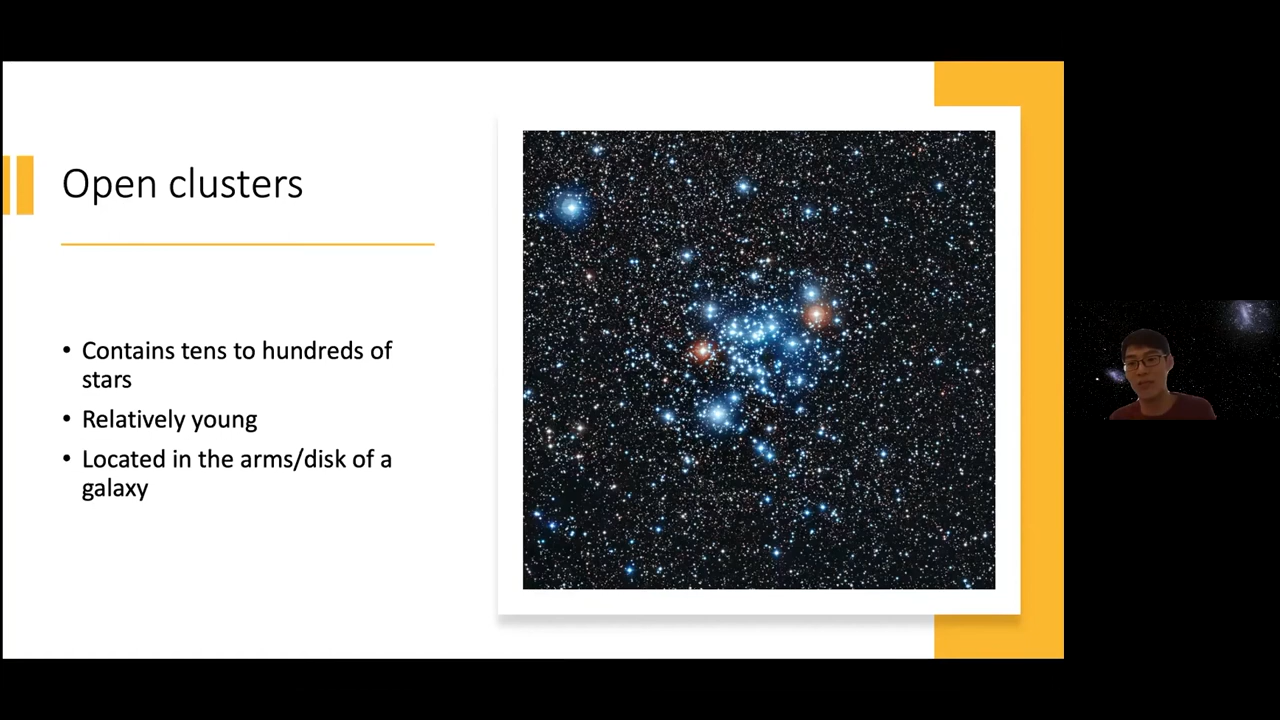 Open clusters
• Contains tens to hundreds of
stars
• Relatively young
• Located in the arms/disk of a
galaxy